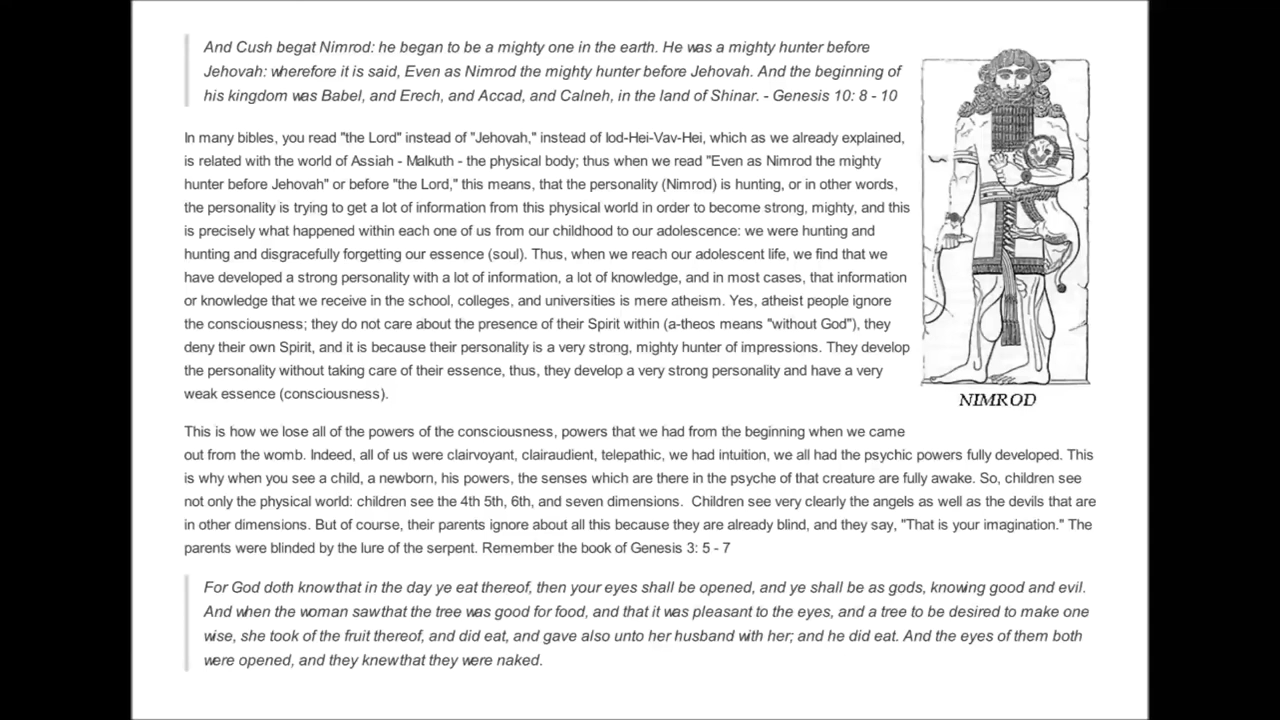 And Cush begat Nimrod: he began to be a mighty one in the earth. He was a mighty hunter before
Jehovah: wherefore it is said, Even as Nimrod the mighty hunter before Jehovah. And the beginning of
his kingdom was Babel, and Erech, and Accad, and Calneh, in the land of Shinar. - Genesis 10: 8 - 10
In many bibles, you read "the Lord" instead of "Jehovah," instead of Iod-Hei-Vav-Hei, which as we already explained,
is related with the world of Assiah - Malkuth - the physical body; thus when we read "Even as Nimrod the mighty
hunter before Jehovah" or before "the Lord," this means, that the personality (Nimrod) is hunting, or in other words,
the personality is trying to get a lot of information from this physical world in order to become strong, mighty, and this
is precisely what happened within each one of us from our childhood to our adolescence: we were hunting and
hunting and disgracefully forgetting our essence (soul). Thus, when we reach our adolescent life, we find that we
have developed a strong personality with a lot of information, a lot of knowledge, and in most cases, that information
or knowledge that we receive in the school, colleges, and universities is mere atheism. Yes, atheist people ignore
the consciousness; they do not care about the presence of their Spirit within (a-theos means "without God"), they
deny their own Spirit, and it is because their personality is a very strong, mighty hunter of impressions. They develop
the personality without taking care of their essence, thus, they develop a very strong personality and have a very
weak essence (consciousness).
NIMROD
This is how we lose all of the powers of the consciousness, powers that we had from the beginning when we came
out from the womb. Indeed, all of us were clairvoyant, clairaudient, telepathic, we had intuition, we all had the psychic powers fully developed. This
is why when you see a child, a newborn, his powers, the senses which are there in the psyche of that creature are fully awake. So, children see
not only the physical world: children see the 4th 5th, 6th, and seven dimensions.  Children see very clearly the angels as well as the devils that are
in other dimensions. But of course, their parents ignore about all this because they are already blind, and they say, "That is your imagination." The
parents were blinded by the lure of the serpent. Remember the book of Genesis 3: 5 - 7
For God doth know that in the day ye eat thereof, then your eyes shall be opened, and ye shall be as gods, knowing good and evil.
And when the woman saw that the tree was good for food, and that it was pleasant to the eyes, and a tree to be desired to make one
wise, she took of the fruit thereof, and did eat, and gave also unto her husband with her; and he did eat. And the eyes of them both
were opened, and they knew that they were naked.